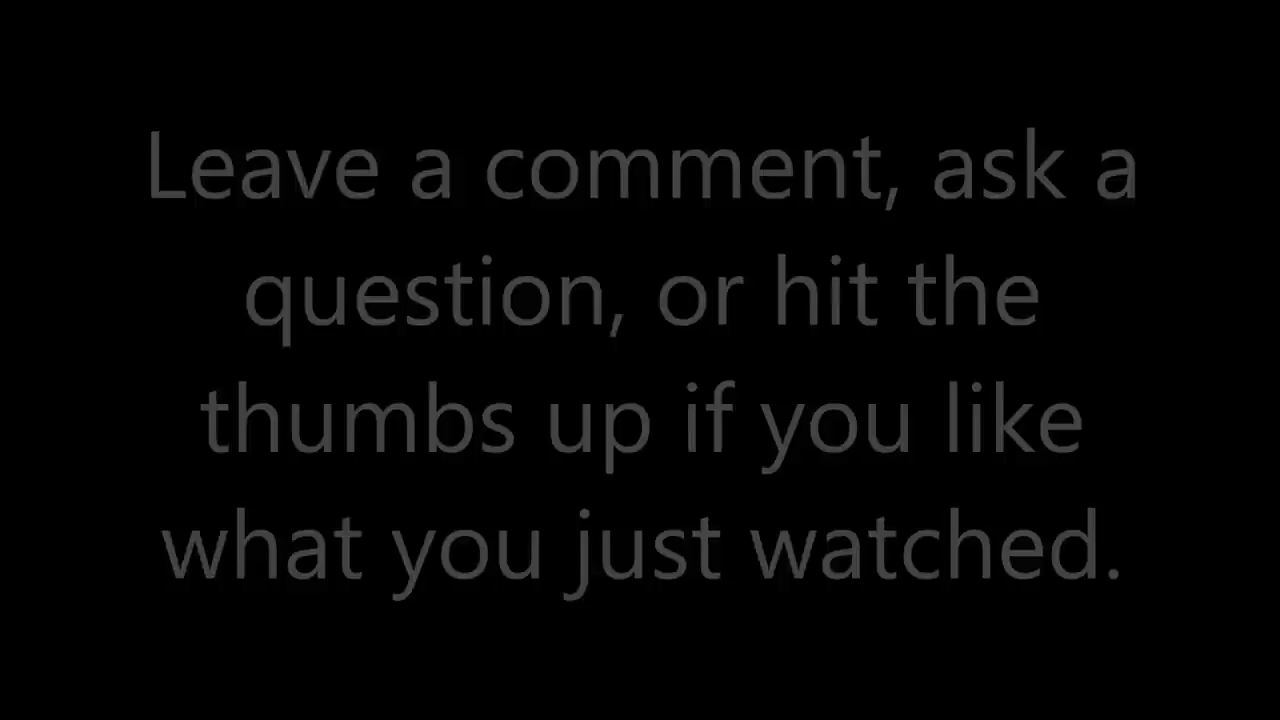 Leave a comment, ask a
question, or hit the
thumbs up if you like
what you just watched.